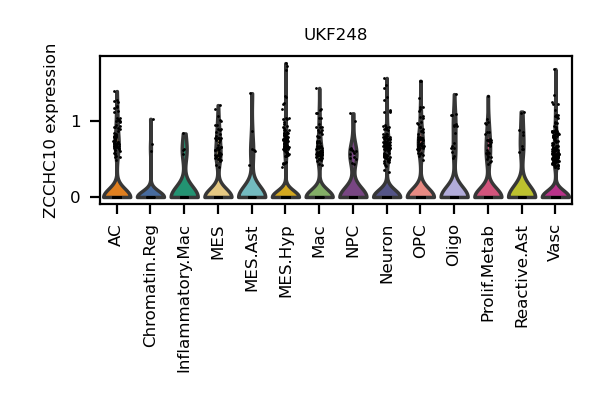 UKF248
ZCCHC10 expression
1
0
AC
Chromatin.Reg
Inflammatory.Mac
MES
MES.Ast
MES.Hyp
Mac
NPC
Neuron
OPC
Oligo
Prolif.Metab
Reactive.Ast
Vasc